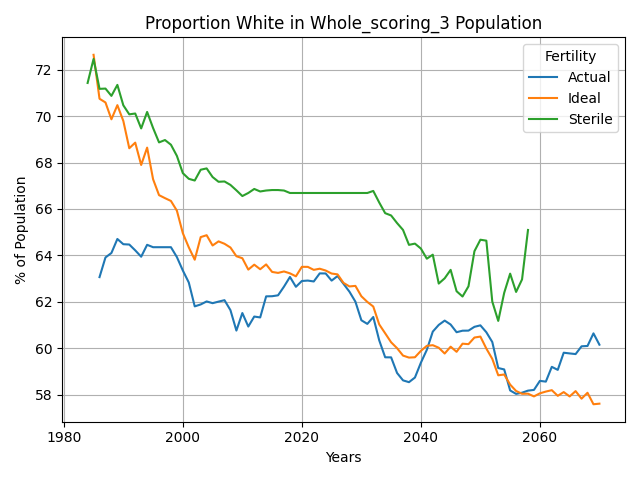 Proportion White in Whole_scoring_3 Population
Fertility
Actual
Ideal
Sterile
% of Population
72
70
68
66
64
62
60
58
1980
2000
2020
2040
2060
Years